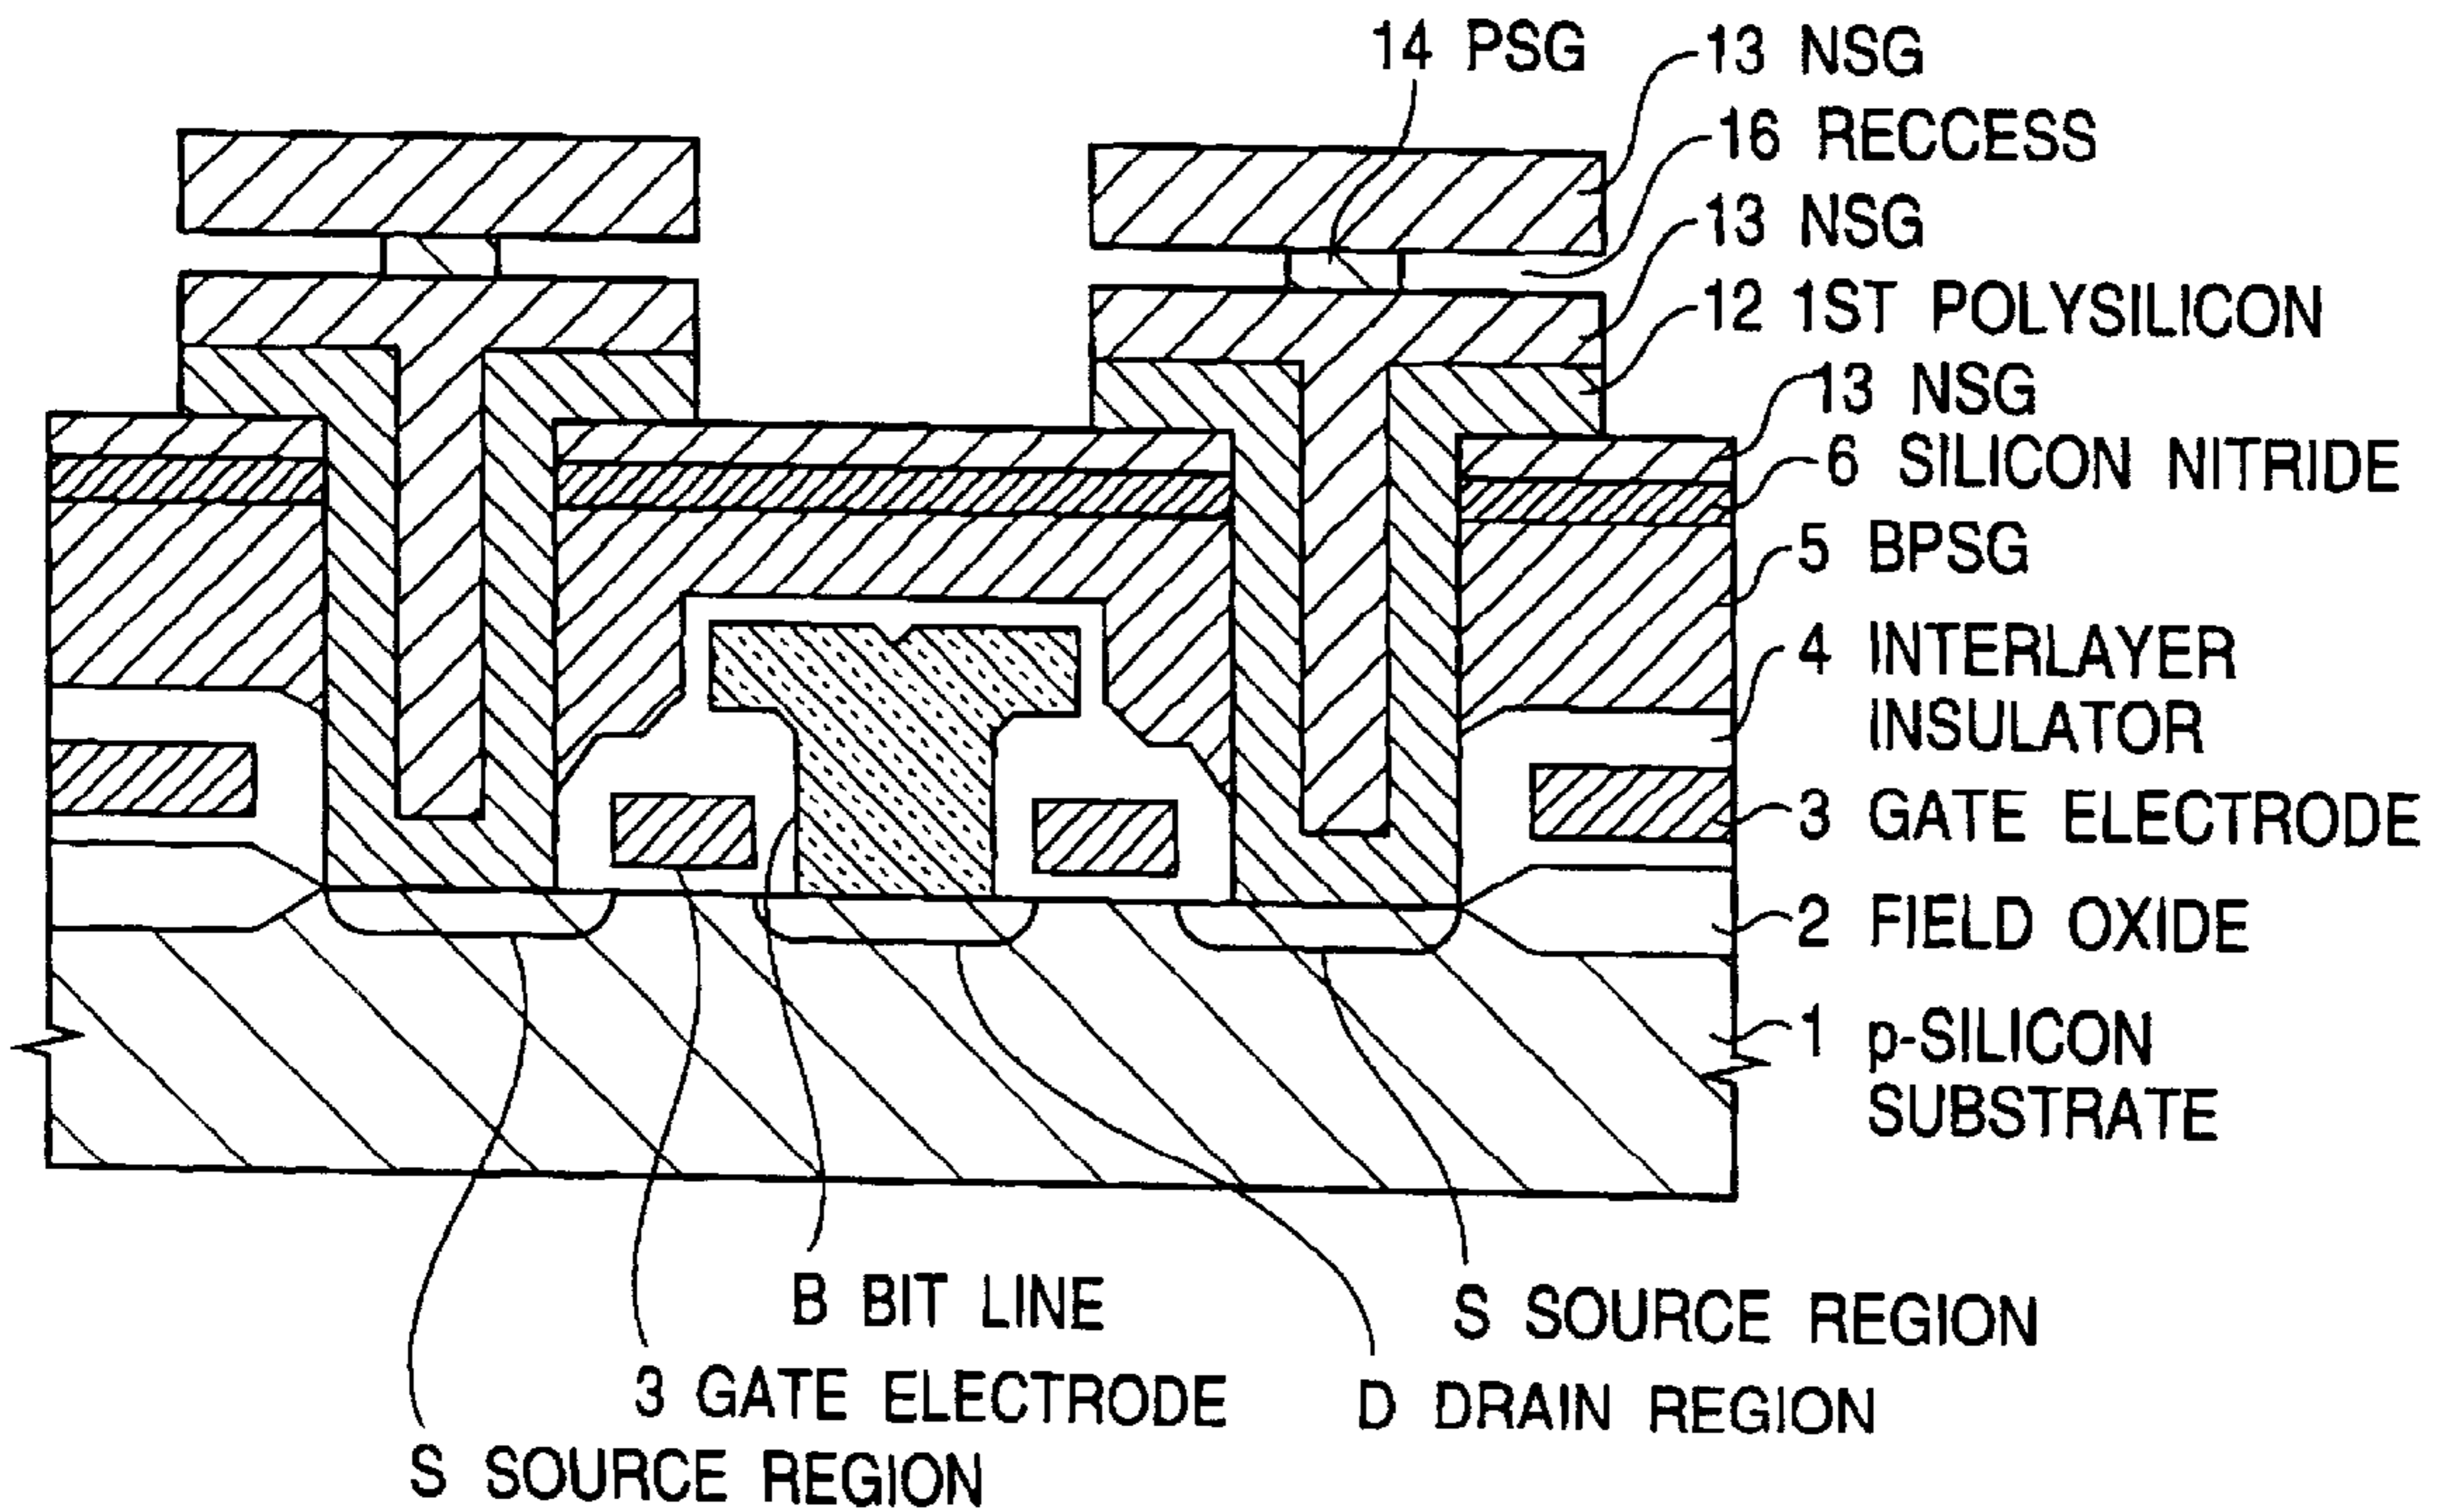 14 PSG
13 NSG
16 RECCESS
13 NSG
12 1ST POLYSILICON
13 NSG
6 SILICON NITRIDE
5 BPSG
4 INTERLAYER
INSULATOR
3 GATE ELECTRODE
2 FIELD OXIDE
1 p-SILICON
SUBSTRATE
B BIT LINE
S SOURCE REGION
3 GATE ELECTRODE
D DRAIN REGION
S SOURCE REGION